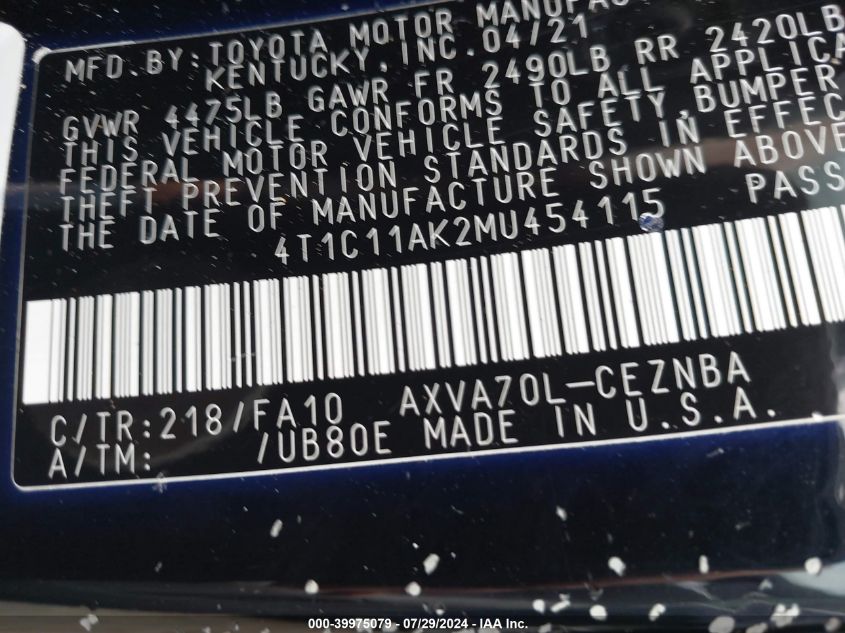 MFD. BY: TOYOTA MOTOR MANUFAC
KENTUCKY, INC. 04/21
GVWR 4475LB GAWR FR 2490LB RR 2420LB
THIS VEHICLE CONFORMS TO ALL APPLICA
FEDERAL MOTOR VEHICLE SAFETY, BUMPER
THEFT PREVENTION STANDARDS IN EFFEC
THE DATE OF MANUFACTURE SHOWN ABOVE
4T1C11AK2MU454115 PASS
C/TR: 218/FA10 AXVA70L-CEZNBA
A/TM: /UB80E MADE IN U.S.A.
000-39975079 / 07/29/2024 - IAA Inc.